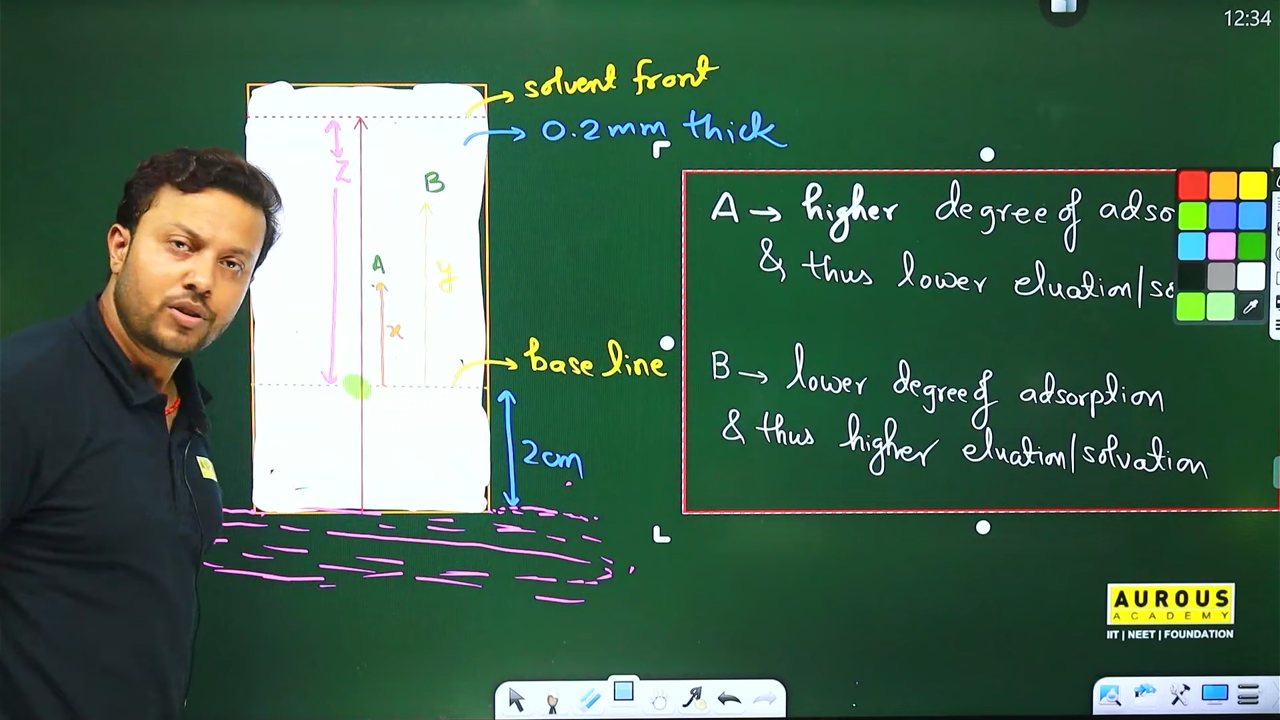 12:34
solvent front
0.2mm thick
Z
B
A
y
x
base line
2cm
A → higher degree of adso
& thus lower eluation/so
B → lower degree of adsorption
& thus higher eluation/solvation
AUROUS
AUROUS
ACADEMY
IIT | NEET | FOUNDATION